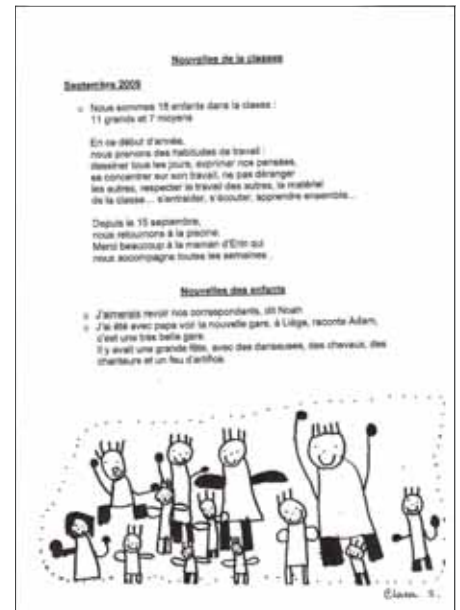 Nouvelles de la classe
Septembre 2009
o Nous sommes 18 enfants dans la classe :
11 grands et 7 moyens
En ce début d'année,
nous prenons des habitudes de travail :
dessiner tous les jours, exprimer nos pensées,
se concentrer sur son travail, ne pas déranger
les autres, respecter le travail des autres, le matériel
de la classe... s'entraider, s'écouter, apprendre ensemble...
Depuis le 15 septembre,
nous retournons à la piscine.
Merci beaucoup à la maman d'Erin qui
nous accompagne toutes les semaines.
Nouvelles des enfants
o J'aimerais revoir nos correspondants, dit Noah
o J'ai été avec papa voir la nouvelle gare, à Liège, raconte Adam,
c'est une très belle gare.
Il y avait une grande fête, avec des danseuses, des chevaux, des
chanteurs et un feu d'artifice.
Clara